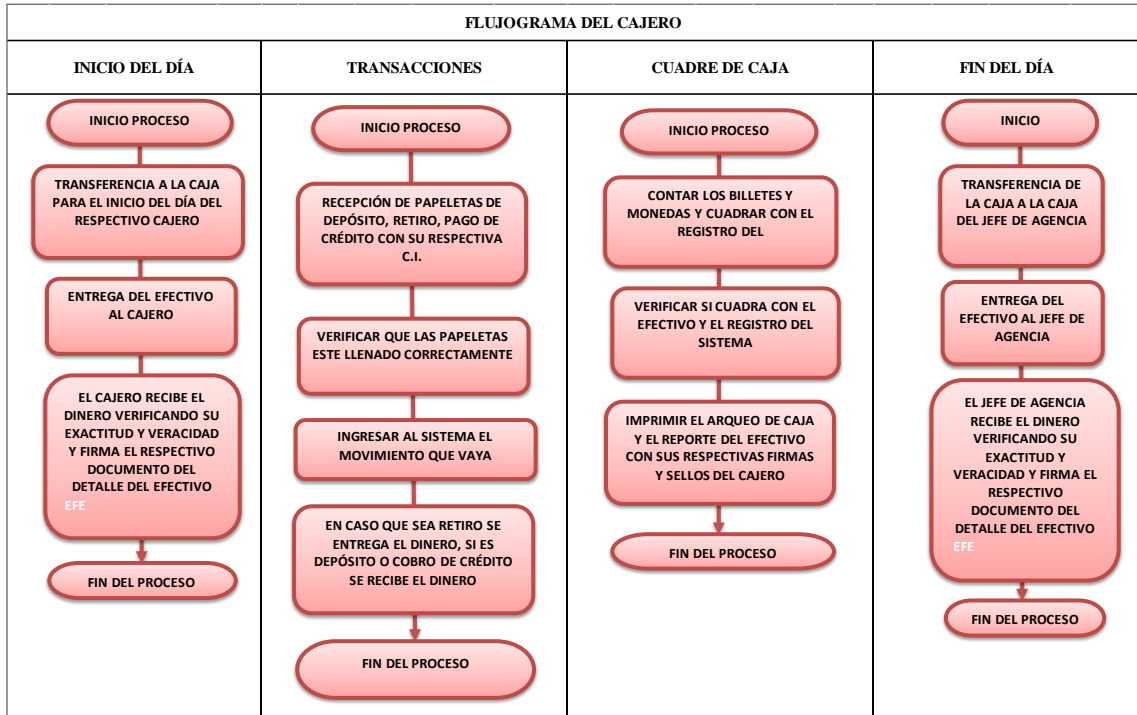 FLUJOGRAMA DEL CAJERO
INICIO DEL DÍA
INICIO PROCESO
TRANSFERENCIA A LA CAJA
PARA EL INICIO DEL DÍA DEL
RESPECTIVO CAJERO
ENTREGA DEL EFECTIVO
AL CAJERO
EL CAJERO RECIBE EL
DINERO VERIFICANDO SU
EXACTITUD Y VERACIDAD
Y FIRMA EL RESPECTIVO
DOCUMENTO DEL
DETALLE DEL EFECTIVO
EFE
FIN DEL PROCESO
TRANSACCIONES
INICIO PROCESO
RECEPCIÓN DE PAPELETAS DE
DEPÓSITO, RETIRO, PAGO DE
CRÉDITO CON SU RESPECTIVA
C.I.
VERIFICAR QUE LAS PAPELETAS
ESTE LLENADO CORRECTAMENTE
INGRESAR AL SISTEMA EL
MOVIMIENTO QUE VAYA
EN CASO QUE SEA RETIRO SE
ENTREGA EL DINERO, SI ES
DEPÓSITO O COBRO DE CRÉDITO
SE RECIBE EL DINERO
FIN DEL PROCESO
CUADRE DE CAJA
INICIO PROCESO
CONTAR LOS BILLETES Y
MONEDAS Y CUADRAR CON EL
REGISTRO DEL
VERIFICAR SI CUADRA CON EL
EFECTIVO Y EL REGISTRO DEL
SISTEMA
IMPRIMIR EL ARQUEO DE CAJA
Y EL REPORTE DEL EFECTIVO
CON SUS RESPECTIVAS FIRMAS
Y SELLOS DEL CAJERO
FIN DEL PROCESO
FIN DEL DÍA
INICIO
TRANSFERENCIA DE
LA CAJA A LA CAJA
DEL JEFE DE AGENCIA
ENTREGA DEL
EFECTIVO AL JEFE DE
AGENCIA
EL JEFE DE AGENCIA
RECIBE EL DINERO
VERIFICANDO SU
EXACTITUD Y
VERACIDAD Y FIRMA EL
RESPECTIVO
DOCUMENTO DEL
DETALLE DEL EFECTIVO
EFE
FIN DEL PROCESO